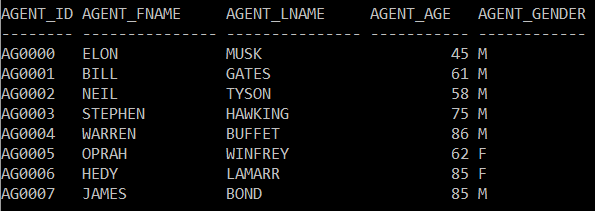 AGENT_ID AGENT_FNAME     AGENT_LNAME      AGENT_AGE AGENT_GENDER
-------- --------------- --------------- ---------- ------------
AG0000   ELON            MUSK                    45 M
AG0001   BILL            GATES                   61 M
AG0002   NEIL            TYSON                   58 M
AG0003   STEPHEN         HAWKING                 75 M
AG0004   WARREN          BUFFET                  86 M
AG0005   OPRAH           WINFREY                 62 F
AG0006   HEDY            LAMARR                  85 F
AG0007   JAMES           BOND                    85 M